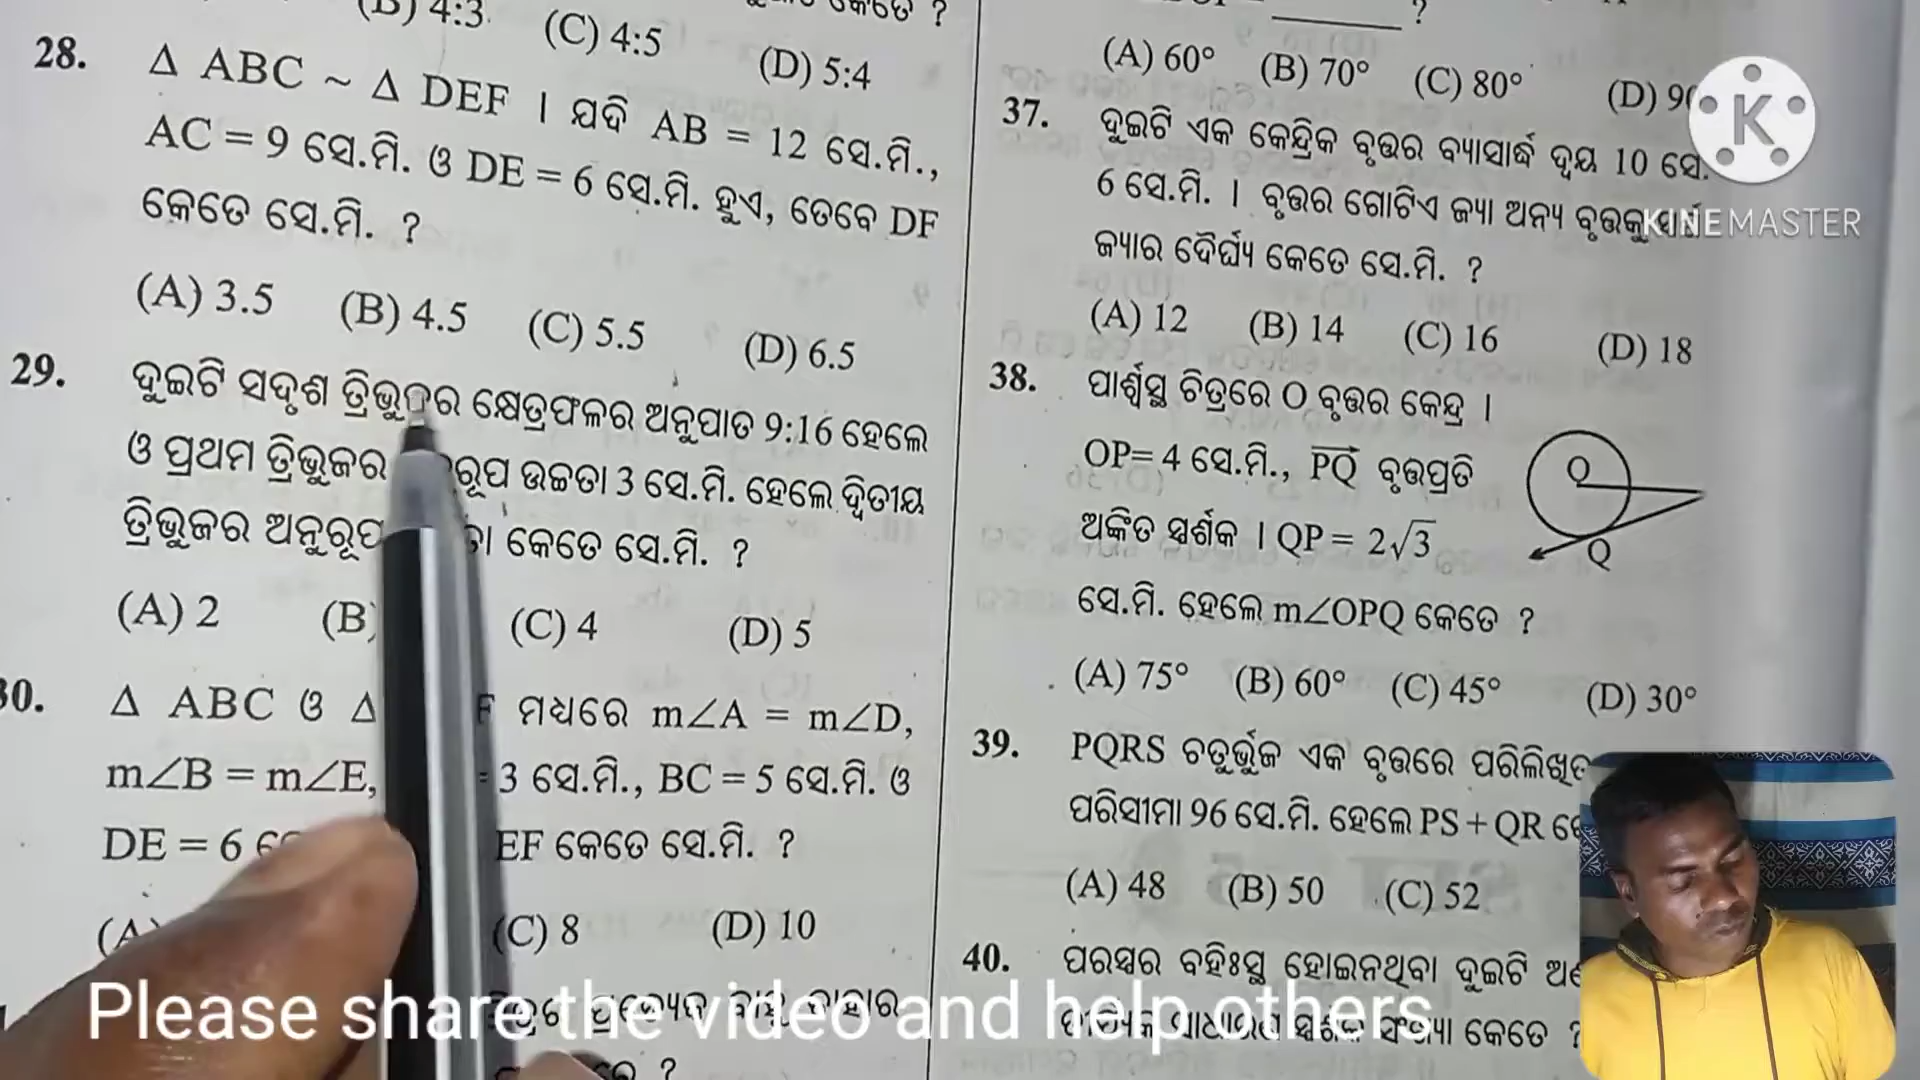 (B) 4:3. (C) 4:5 (D) 5:4
28. Δ ABC ~ Δ DEF । ଯଦି AB = 12 ସେ.ମି.,
AC = 9 ସେ.ମି. ଓ DE = 6 ସେ.ମି. ହୁଏ, ତେବେ DF
କେତେ ସେ.ମି. ?
(A) 3.5 (B) 4.5 (C) 5.5 (D) 6.5
29. ଦୁଇଟି ସଦୃଶ ତ୍ରିଭୁଜର କ୍ଷେତ୍ରଫଳର ଅନୁପାତ 9:16 ହେଲେ
ଓ ପ୍ରଥମ ତ୍ରିଭୁଜର ଉଚ୍ଚତା 3 ସେ.ମି. ହେଲେ ଦ୍ୱିତୀୟ
ତ୍ରିଭୁଜର କେତେ ସେ.ମି. ?
(A) 2 (B) (C) 4 (D) 5
30. Δ ABC ଓ Δ F ମଧ୍ୟରେ m∠A = m∠D,
m∠B = m∠E, = 3 ସେ.ମି., BC = 5 ସେ.ମି. ଓ
DE = 6 EF କେତେ ସେ.ମି. ?
(A) (C) 8 (D) 10
?
(A) 60° (B) 70° (C) 80° (D)
37. ଦୁଇଟି ଏକ କେନ୍ଦ୍ରିକ ବୃତ୍ତର ବ୍ୟାସାର୍ଦ୍ଧ ଦ୍ୱୟ 10 ସେ.
6 ସେ.ମି. । ବୃତ୍ତର ଗୋଟିଏ ଜ୍ୟା ଅନ୍ୟ ବୃତ୍ତକୁ
ଜ୍ୟାର ଦୈର୍ଘ୍ୟ କେତେ ସେ.ମି. ?
(A) 12 (B) 14 (C) 16 (D) 18
38. ପାର୍ଶ୍ୱସ୍ଥ ଚିତ୍ରରେ O ବୃତ୍ତର କେନ୍ଦ୍ର ।
OP= 4 ସେ.ମି., PQ ବୃତ୍ତପ୍ରତି
ଅଙ୍କିତ ସ୍ପର୍ଶକ । QP = 2√3
ସେ.ମି. ହେଲେ m∠OPQ କେତେ ?
O
Q
(A) 75° (B) 60° (C) 45° (D) 30°
39. PQRS ଚତୁର୍ଭୁଜ ଏକ ବୃତ୍ତରେ ପରିଲିଖିତ
ପରିସୀମା 96 ସେ.ମି. ହେଲେ PS + QR
(A) 48 (B) 50 (C) 52
40. ପରସ୍ପର ବହିଃସ୍ଥ ହୋଇନଥିବା ଦୁଇଟି
କେତେ ?
K
KINEMASTER
Please share the video and help others